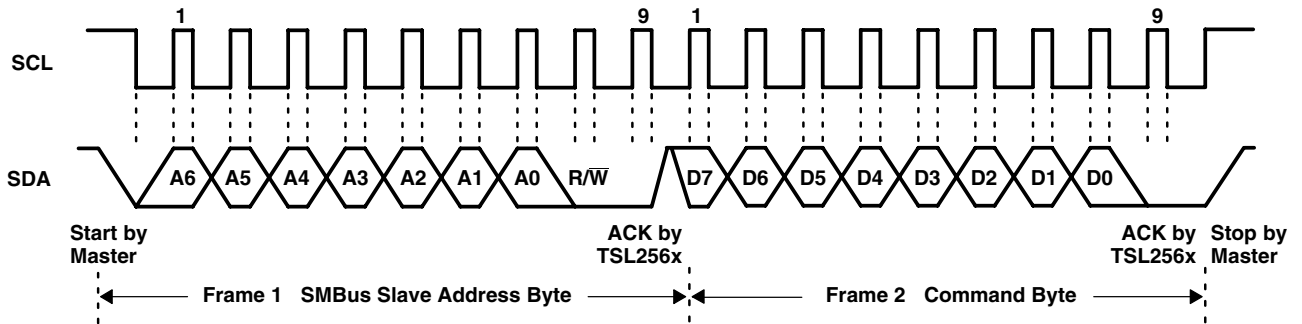 1 9 1 9
SCL
SDA A6 A5 A4 A3 A2 A1 A0 R/W̅ D7 D6 D5 D4 D3 D2 D1 D0
Start by Master
ACK by TSL256x
ACK by TSL256x
Stop by Master
Frame 1 SMBus Slave Address Byte
Frame 2 Command Byte